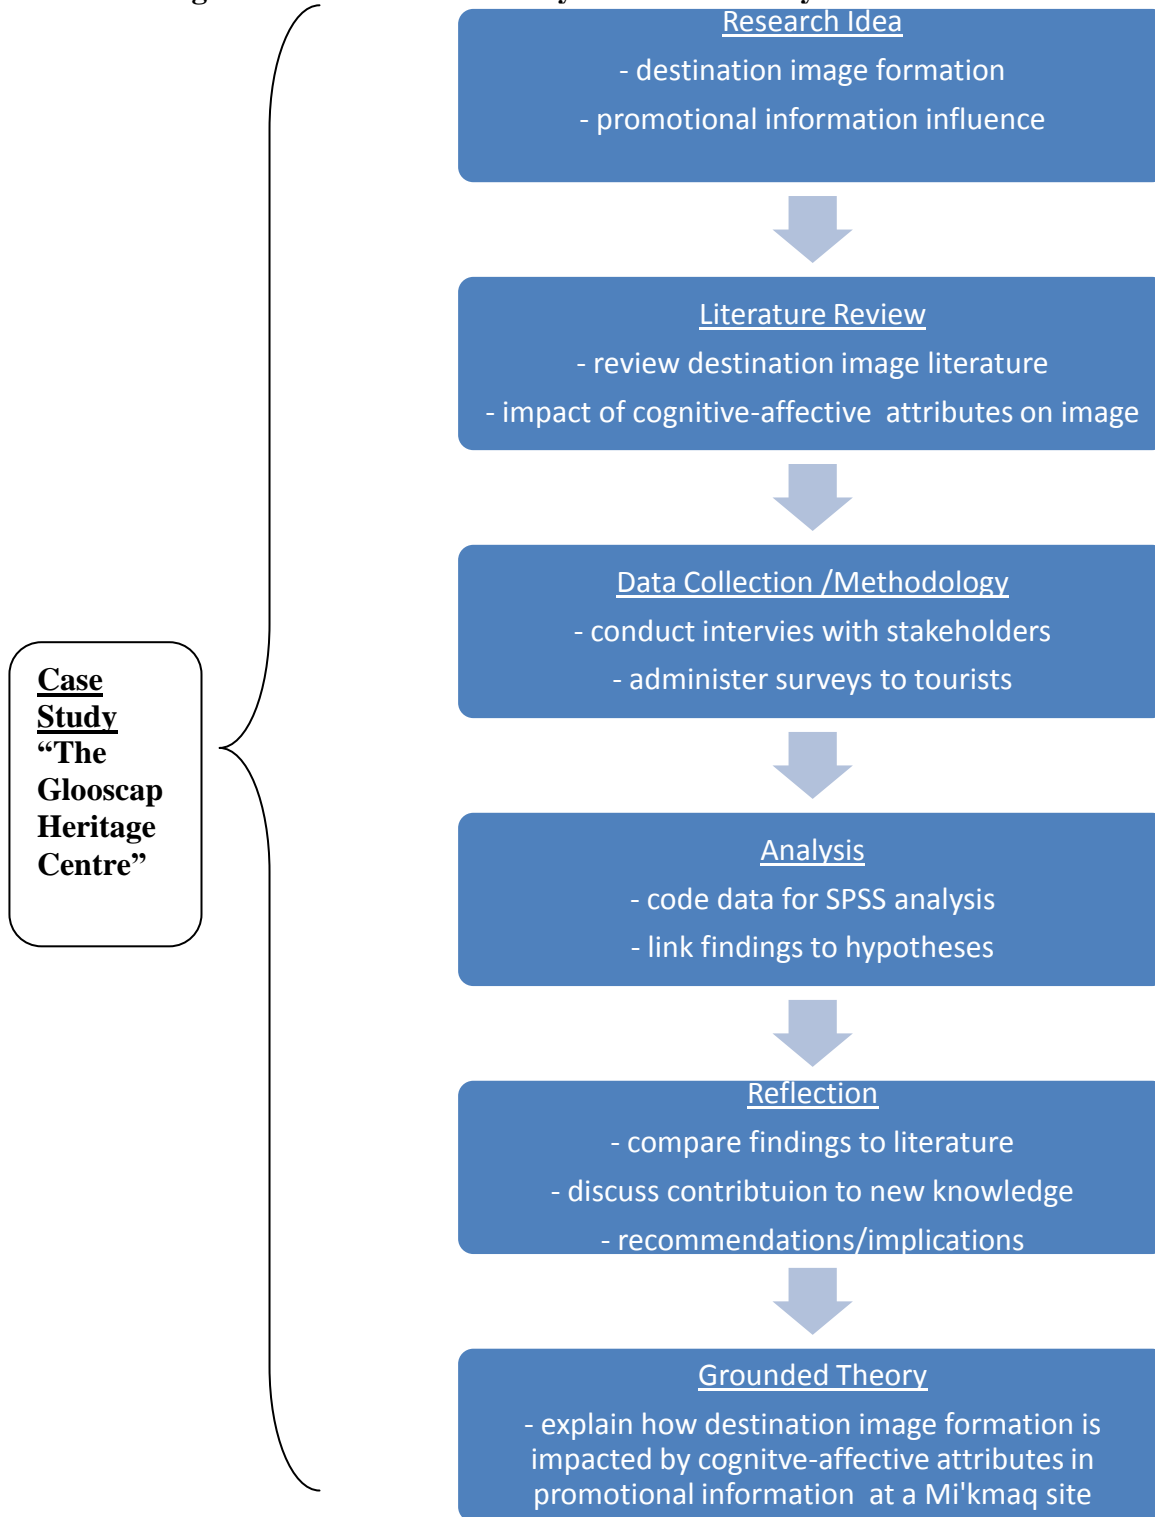 Research Idea
- destination image formation
- promotional information influence
Literature Review
- review destination image literature
- impact of cognitive-affective  attributes on image
Data Collection /Methodology
- conduct intervies with stakeholders
- administer surveys to tourists
Case
Study
“The
Glooscap
Heritage
Centre”
Analysis
- code data for SPSS analysis
- link findings to hypotheses
Reflection
- compare findings to literature
- discuss contribtuion to new knowledge
- recommendations/implications
Grounded Theory
- explain how destination image formation is
impacted by cognitve-affective attributes in
promotional information  at a Mi'kmaq site